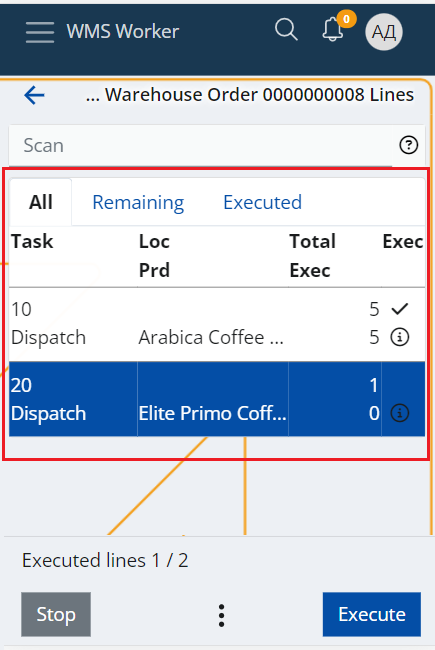 WMS Worker
0
АД
... Warehouse Order 0000000008 Lines
Scan
All Remaining Executed
Task Loc Total Exec
Prd Exec
10 5
Dispatch Arabica Coffee ... 5
20 1
Dispatch Elite Primo Coff... 0
Executed lines 1 / 2
Stop Execute